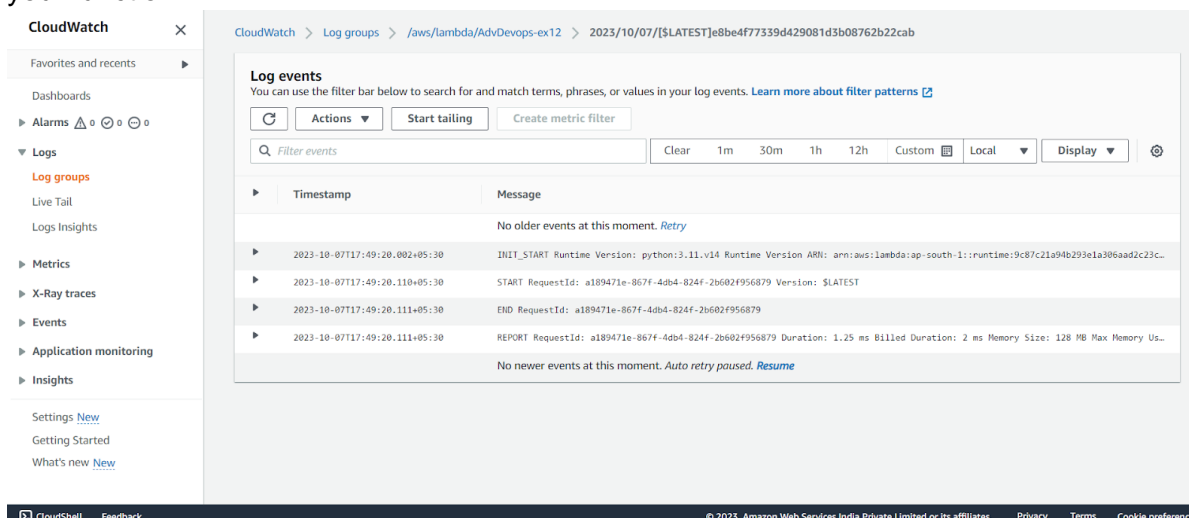 CloudWatch
Favorites and recents
Dashboards
Alarms 0 0 0
Logs
Log groups
Live Tail
Logs Insights
Metrics
X-Ray traces
Events
Application monitoring
Insights
Settings New
Getting Started
What's new New
CloudWatch > Log groups > /aws/lambda/AdvDevops-ex12 > 2023/10/07/[$LATEST]e8be4f77339d429081d3b08762b22cab
Log events
You can use the filter bar below to search for and match terms, phrases, or values in your log events. Learn more about filter patterns
Actions Start tailing Create metric filter
Filter events Clear 1m 30m 1h 12h Custom Local Display
Timestamp Message
No older events at this moment. Retry
2023-10-07T17:49:20.002+05:30 INIT_START Runtime Version: python:3.11.v14 Runtime Version ARN: arn:aws:lambda:ap-south-1::runtime:9c87c21a94b293e1a306aad2c23c…
2023-10-07T17:49:20.110+05:30 START RequestId: a189471e-867f-4db4-824f-2b602f956879 Version: $LATEST
2023-10-07T17:49:20.111+05:30 END RequestId: a189471e-867f-4db4-824f-2b602f956879
2023-10-07T17:49:20.111+05:30 REPORT RequestId: a189471e-867f-4db4-824f-2b602f956879 Duration: 1.25 ms Billed Duration: 2 ms Memory Size: 128 MB Max Memory Us…
No newer events at this moment. Auto retry paused. Resume
CloudShell Feedback © 2023, Amazon Web Services India Private Limited or its affiliates. Privacy Terms Cookie preferenc